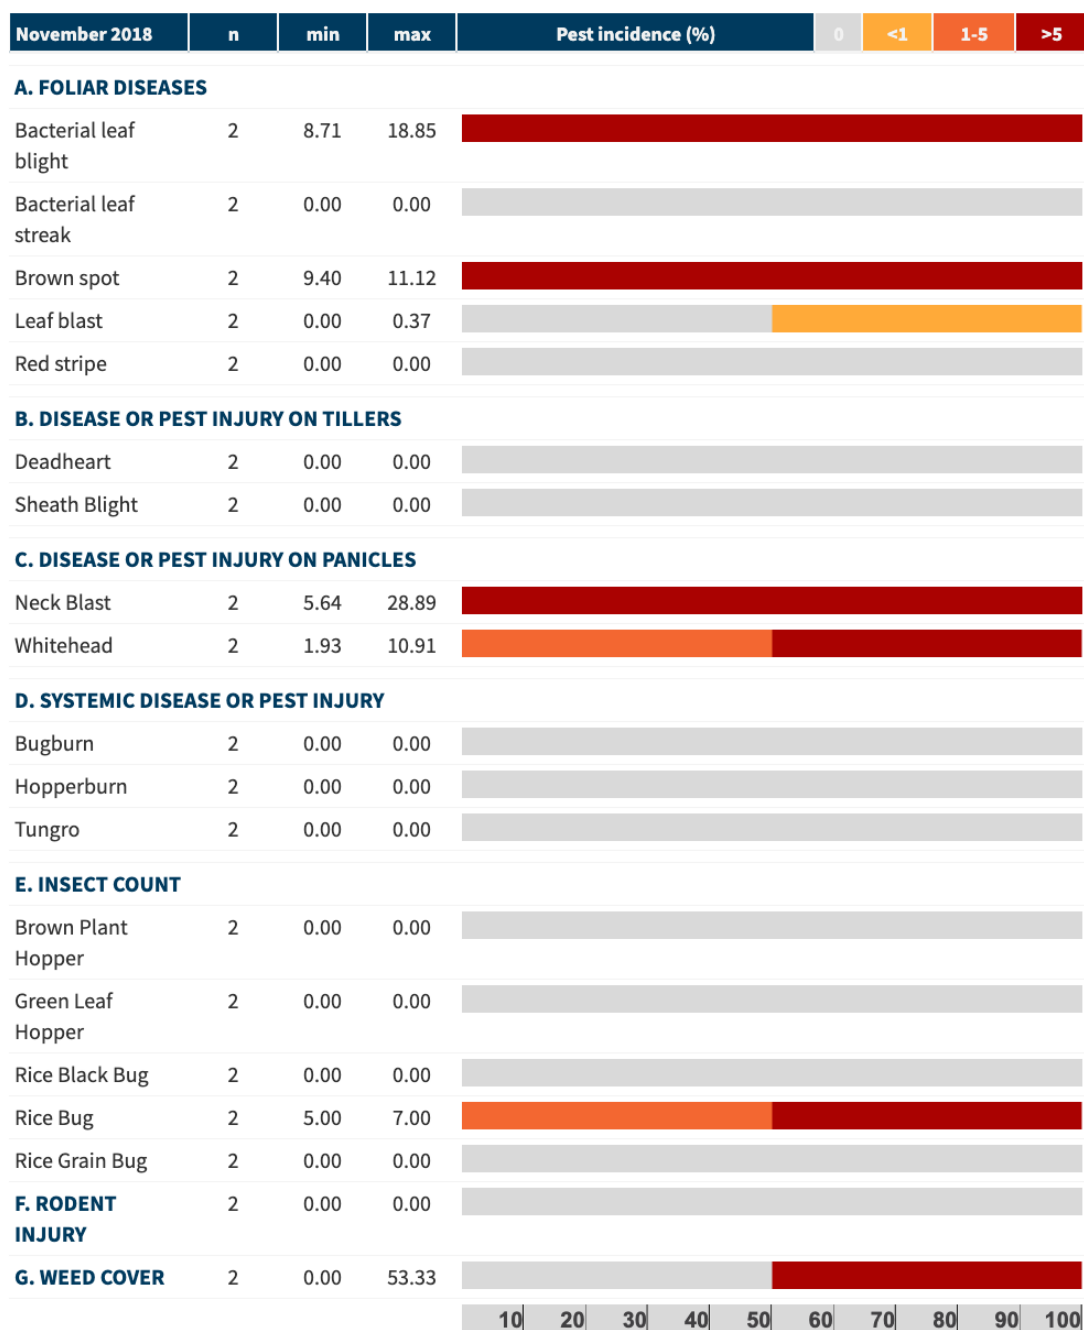 November 2018 n min max Pest incidence (%) 0 <1 1-5 >5
A. FOLIAR DISEASES
Bacterial leaf 2 8.71 18.85
blight
Bacterial leaf 2 0.00 0.00
streak
Brown spot 2 9.40 11.12
Leaf blast 2 0.00 0.37
Red stripe 2 0.00 0.00
B. DISEASE OR PEST INJURY ON TILLERS
Deadheart 2 0.00 0.00
Sheath Blight 2 0.00 0.00
C. DISEASE OR PEST INJURY ON PANICLES
Neck Blast 2 5.64 28.89
Whitehead 2 1.93 10.91
D. SYSTEMIC DISEASE OR PEST INJURY
Bugburn 2 0.00 0.00
Hopperburn 2 0.00 0.00
Tungro 2 0.00 0.00
E. INSECT COUNT
Brown Plant 2 0.00 0.00
Hopper
Green Leaf 2 0.00 0.00
Hopper
Rice Black Bug 2 0.00 0.00
Rice Bug 2 5.00 7.00
Rice Grain Bug 2 0.00 0.00
F. RODENT 2 0.00 0.00
INJURY
G. WEED COVER 2 0.00 53.33
10 20 30 40 50 60 70 80 90 100